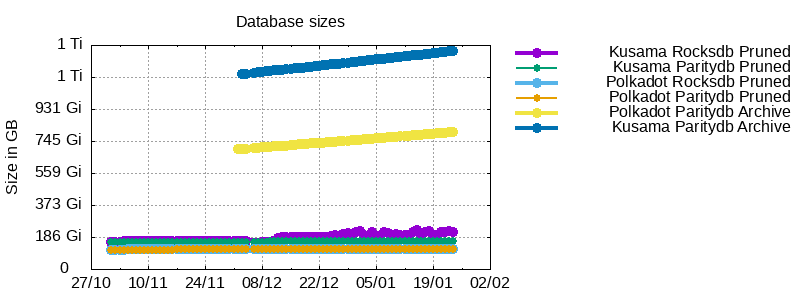 Database sizes
1 Ti
1 Ti
931 Gi
745 Gi
559 Gi
373 Gi
186 Gi
0
Size in GB
27/10 10/11 24/11 08/12 22/12 05/01 19/01 02/02
Kusama Rocksdb Pruned
Kusama Paritydb Pruned
Polkadot Rocksdb Pruned
Polkadot Paritydb Pruned
Polkadot Paritydb Archive
Kusama Paritydb Archive